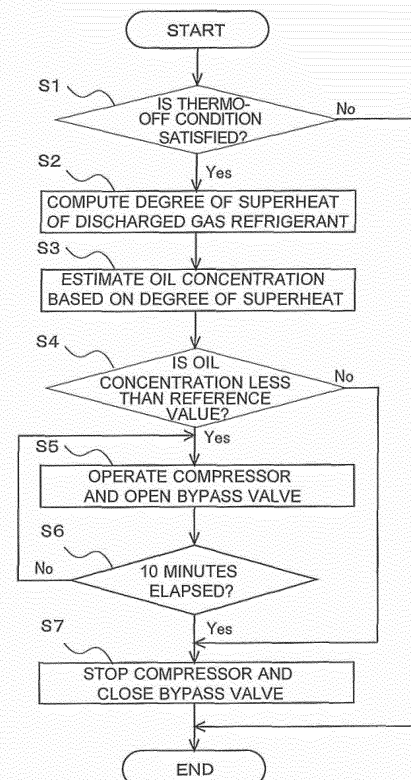 START
S1
IS THERMO-
OFF CONDITION
SATISFIED?
No
Yes
S2
COMPUTE DEGREE OF SUPERHEAT
OF DISCHARGED GAS REFRIGERANT
S3
ESTIMATE OIL CONCENTRATION
BASED ON DEGREE OF SUPERHEAT
S4
IS OIL
CONCENTRATION LESS
THAN REFERENCE
VALUE?
No
Yes
S5
OPERATE COMPRESSOR
AND OPEN BYPASS VALVE
S6
10 MINUTES
ELAPSED?
No
Yes
S7
STOP COMPRESSOR AND
CLOSE BYPASS VALVE
END